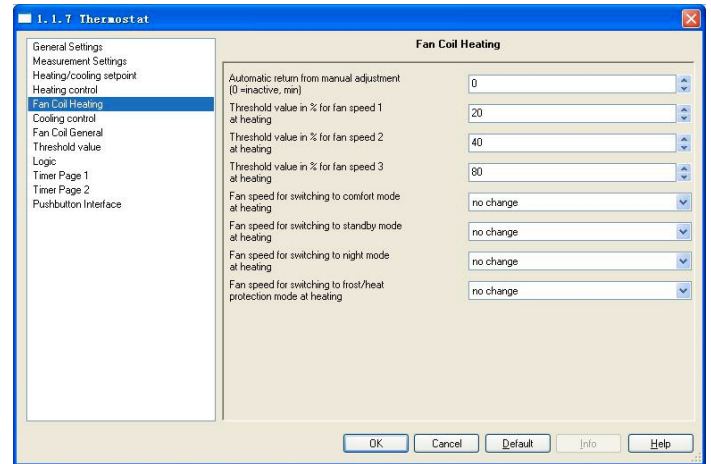 1.1.7 Thermostat
General Settings
Measurement Settings
Heating/cooling setpoint
Heating control
Fan Coil Heating
Cooling control
Fan Coil General
Threshold value
Logic
Timer Page 1
Timer Page 2
Pushbutton Interface
Fan Coil Heating
Automatic return from manual adjustment
(0 =inactive, min)
0
Threshold value in % for fan speed 1
at heating
20
Threshold value in % for fan speed 2
at heating
40
Threshold value in % for fan speed 3
at heating
80
Fan speed for switching to comfort mode
at heating
no change
Fan speed for switching to standby mode
at heating
no change
Fan speed for switching to night mode
at heating
no change
Fan speed for switching to frost/heat
protection mode at heating
no change
OK Cancel Default Info Help